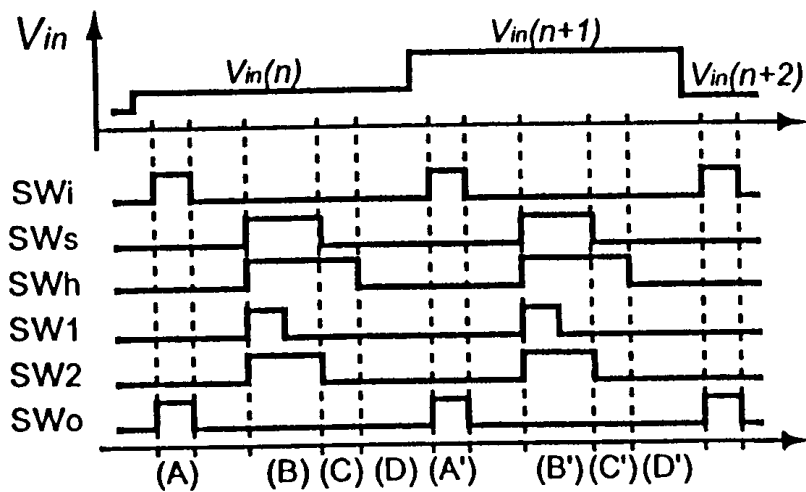 Vin
Vin(n)
Vin(n+1)
Vin(n+2)
SWi
SWs
SWh
SW1
SW2
SWo
(A) (B) (C) (D) (A') (B') (C') (D')